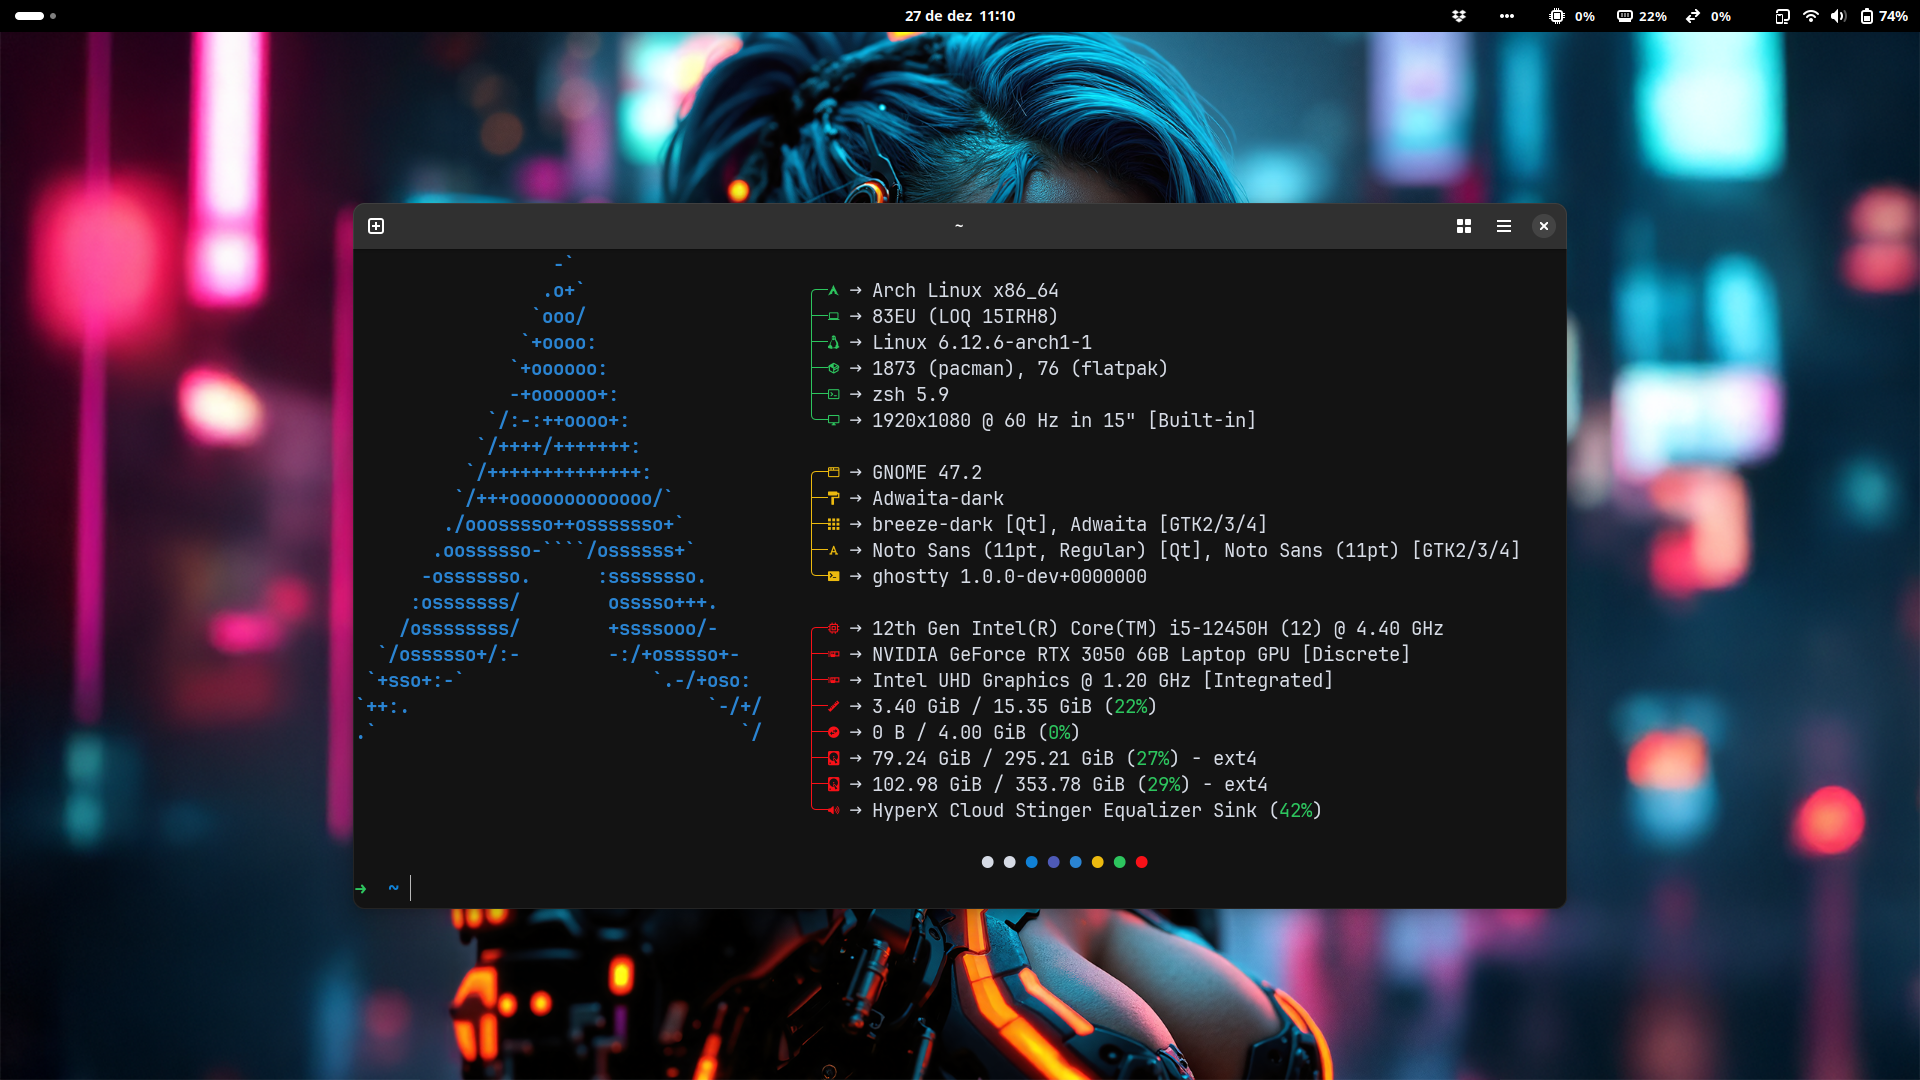 27 de dez 11:10
0% 22% 0% 74%
~
-`
.o+`
`ooo/
`+oooo:
`+oooooo:
-+oooooo+:
`/:-:++oooo+:
`/++++/+++++++:
`/++++++++++++++:
`/+++ooooooooooooo/`
./ooosssso++osssssso+`
.oossssso-````/ossssss+`
-osssssso. :ssssssso.
:osssssss/ osssso+++.
/ossssssss/ +ssssooo/-
`/ossssso+/:- -:/+osssso+-
`+sso+:-` `.-/+oso:
`++:. `-/+/
.` `/
→ Arch Linux x86_64
→ 83EU (LOQ 15IRH8)
→ Linux 6.12.6-arch1-1
→ 1873 (pacman), 76 (flatpak)
→ zsh 5.9
→ 1920x1080 @ 60 Hz in 15" [Built-in]
→ GNOME 47.2
→ Adwaita-dark
→ breeze-dark [Qt], Adwaita [GTK2/3/4]
→ Noto Sans (11pt, Regular) [Qt], Noto Sans (11pt) [GTK2/3/4]
→ ghostty 1.0.0-dev+0000000
→ 12th Gen Intel(R) Core(TM) i5-12450H (12) @ 4.40 GHz
→ NVIDIA GeForce RTX 3050 6GB Laptop GPU [Discrete]
→ Intel UHD Graphics @ 1.20 GHz [Integrated]
→ 3.40 GiB / 15.35 GiB (22%)
→ 0 B / 4.00 GiB (0%)
→ 79.24 GiB / 295.21 GiB (27%) - ext4
→ 102.98 GiB / 353.78 GiB (29%) - ext4
→ HyperX Cloud Stinger Equalizer Sink (42%)
→ ~